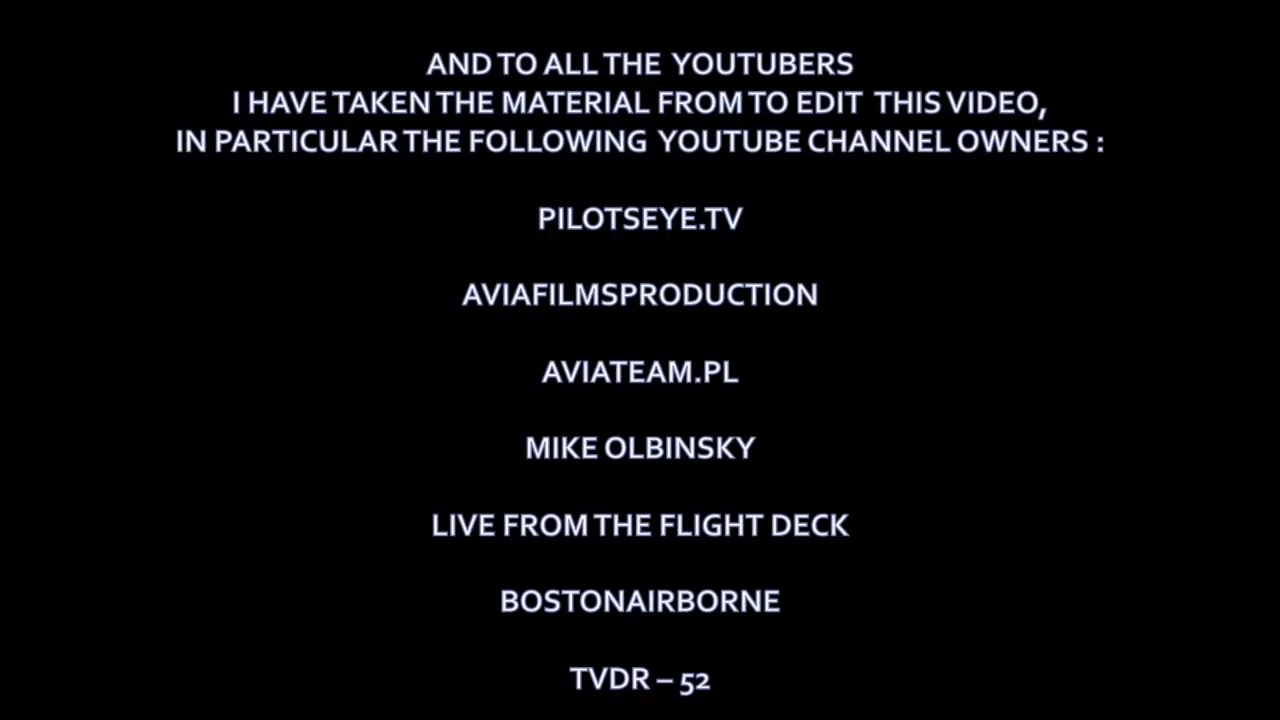 AND TO ALL THE YOUTUBERS
I HAVE TAKEN THE MATERIAL FROM TO EDIT THIS VIDEO,
IN PARTICULAR THE FOLLOWING YOUTUBE CHANNEL OWNERS :
PILOTSEYE.TV
AVIAFILMSPRODUCTION
AVIATEAM.PL
MIKE OLBINSKY
LIVE FROM THE FLIGHT DECK
BOSTONAIRBORNE
TVDR – 52